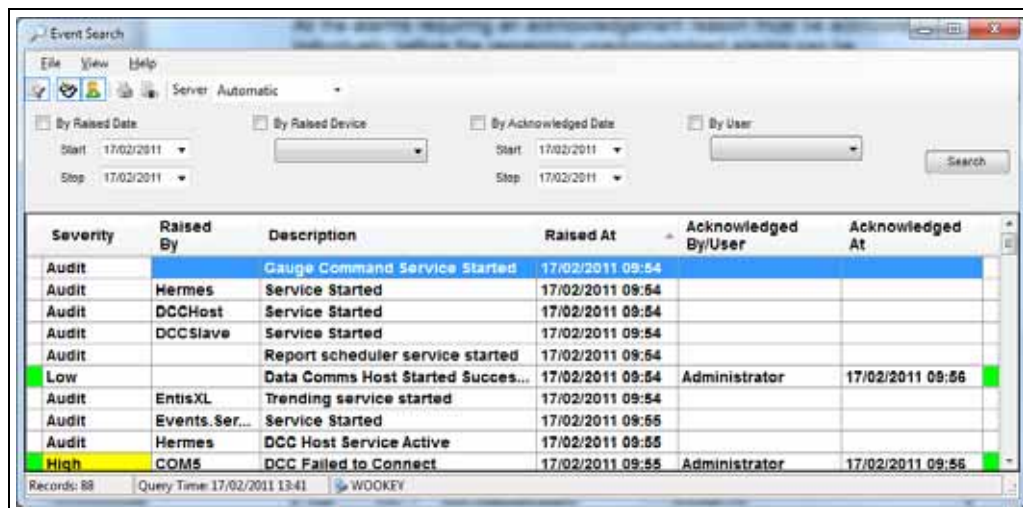 Event Search
File View Help
Server Automatic
By Raised Date By Raised Device By Acknowledged Date By User
Start 17/02/2011 Start 17/02/2011
Search
Stop 17/02/2011 Stop 17/02/2011
Severity Raised By Description Raised At Acknowledged By/User Acknowledged At
Audit Gauge Command Service Started 17/02/2011 09:54
Audit Hermes Service Started 17/02/2011 09:54
Audit DCCHost Service Started 17/02/2011 09:54
Audit DCCSlave Service Started 17/02/2011 09:54
Audit Report scheduler service started 17/02/2011 09:54
Low Data Comms Host Started Succes... 17/02/2011 09:54 Administrator 17/02/2011 09:56
Audit EntisXL Trending service started 17/02/2011 09:54
Audit Events.Ser... Service Started 17/02/2011 09:55
Audit Hermes DCC Host Service Active 17/02/2011 09:55
High COM5 DCC Failed to Connect 17/02/2011 09:55 Administrator 17/02/2011 09:56
Records: 88 Query Time: 17/02/2011 13:41 WOOKEY